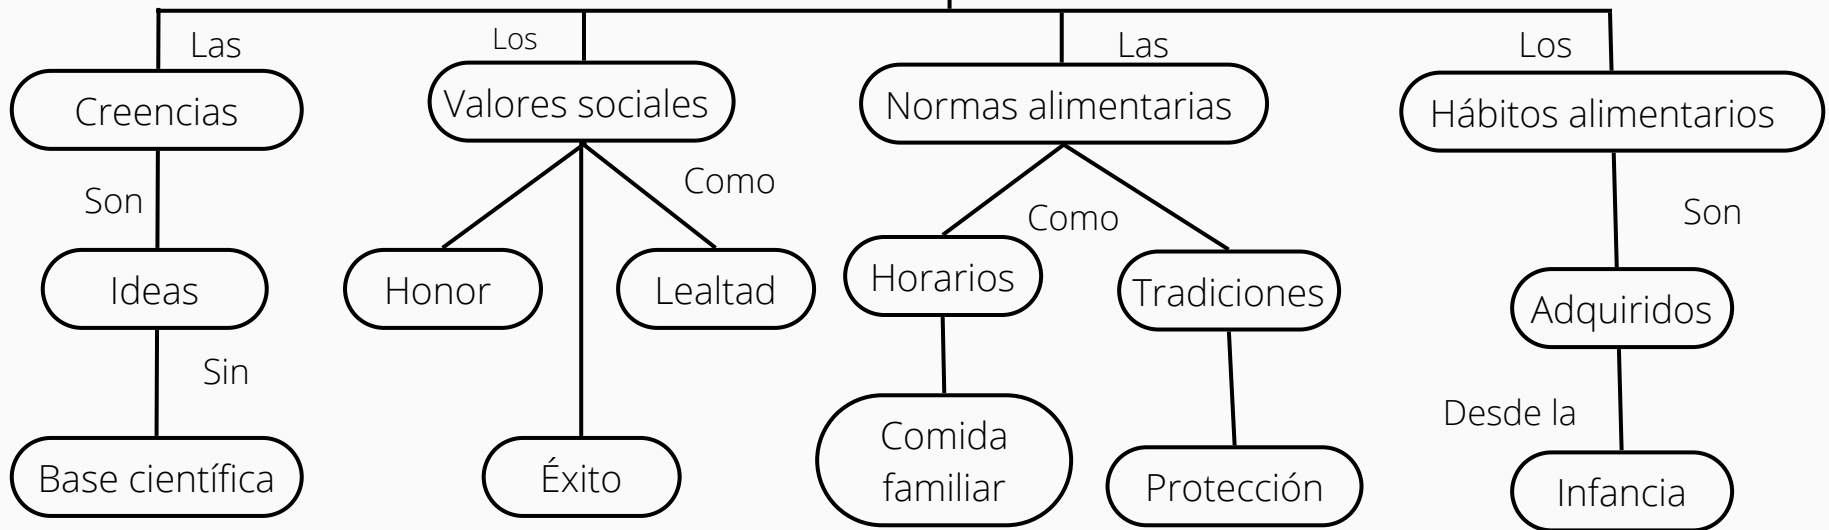 Las
Los
Las
Los
Creencias
Valores sociales
Normas alimentarias
Hábitos alimentarios
Son
Como
Como
Son
Ideas
Honor
Lealtad
Horarios
Tradiciones
Adquiridos
Sin
Desde la
Base científica
Éxito
Comida
familiar
Protección
Infancia